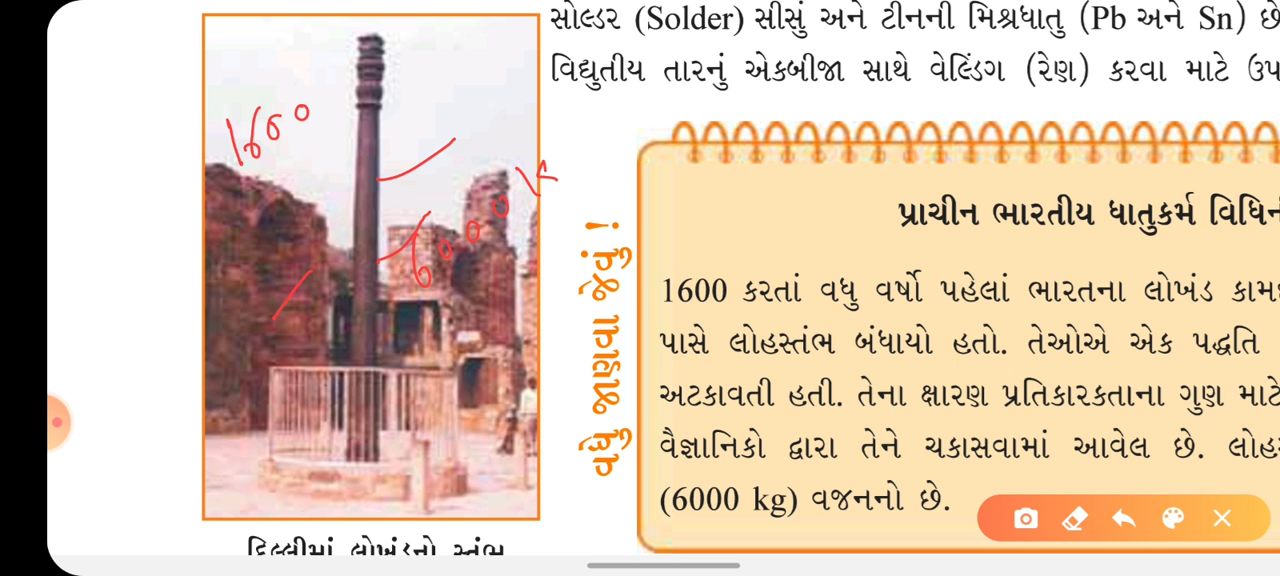 સોલ્ડર (Solder) સીસું અને ટીનની મિશ્રધાતુ (Pb અને Sn) છે
વિદ્યુતીય તારનું એકબીજા સાથે વેલ્ડિંગ (રેણ) કરવા માટે ઉપ
1600
6000 K
દિલ્લીમાં લોખંડનો સ્તંભ
વધુ જાણવા જેવું !
પ્રાચીન ભારતીય ધાતુકર્મ વિધિની
1600 કરતાં વધુ વર્ષો પહેલાં ભારતના લોખંડ કામ
પાસે લોહસ્તંભ બંધાયો હતો. તેઓએ એક પદ્ધતિ
અટકાવતી હતી. તેના ક્ષારણ પ્રતિકારકતાના ગુણ માટે
વૈજ્ઞાનિકો દ્વારા તેને ચકાસવામાં આવેલ છે. લોહ
(6000 kg) વજનનો છે.